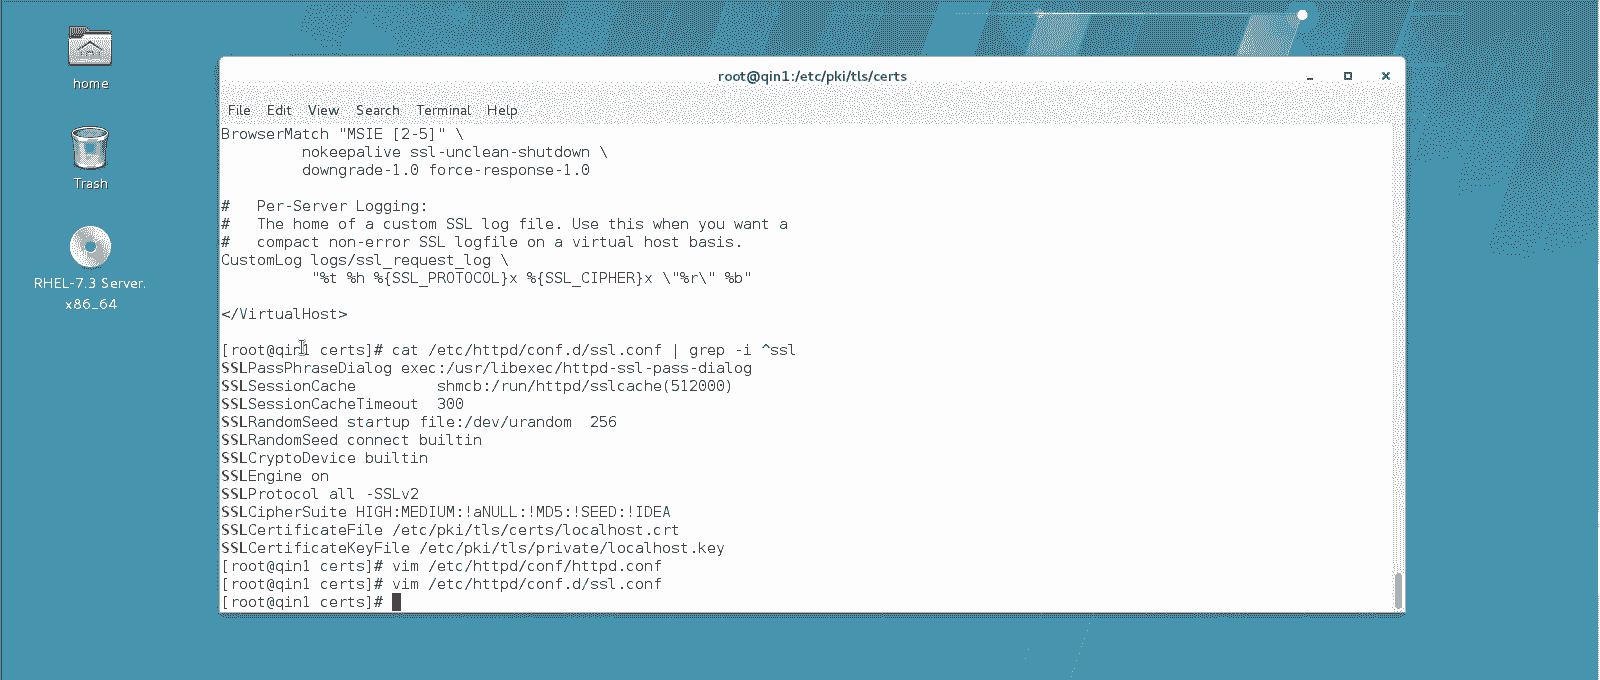 home
Trash
RHEL-7.3 Server.
x86_64
root@qin1:/etc/pki/tls/certs
File Edit View Search Terminal Help
BrowserMatch "MSIE [2-5]" \
         nokeepalive ssl-unclean-shutdown \
         downgrade-1.0 force-response-1.0
#   Per-Server Logging:
#   The home of a custom SSL log file. Use this when you want a
#   compact non-error SSL logfile on a virtual host basis.
CustomLog logs/ssl_request_log \
          "%t %h %{SSL_PROTOCOL}x %{SSL_CIPHER}x \"%r\" %b"
</VirtualHost>
[root@qin1 certs]# cat /etc/httpd/conf.d/ssl.conf | grep -i ^ssl
SSLPassPhraseDialog exec:/usr/libexec/httpd-ssl-pass-dialog
SSLSessionCache         shmcb:/run/httpd/sslcache(512000)
SSLSessionCacheTimeout  300
SSLRandomSeed startup file:/dev/urandom  256
SSLRandomSeed connect builtin
SSLCryptoDevice builtin
SSLEngine on
SSLProtocol all -SSLv2
SSLCipherSuite HIGH:MEDIUM:!aNULL:!MD5:!SEED:!IDEA
SSLCertificateFile /etc/pki/tls/certs/localhost.crt
SSLCertificateKeyFile /etc/pki/tls/private/localhost.key
[root@qin1 certs]# vim /etc/httpd/conf/httpd.conf
[root@qin1 certs]# vim /etc/httpd/conf.d/ssl.conf
[root@qin1 certs]#